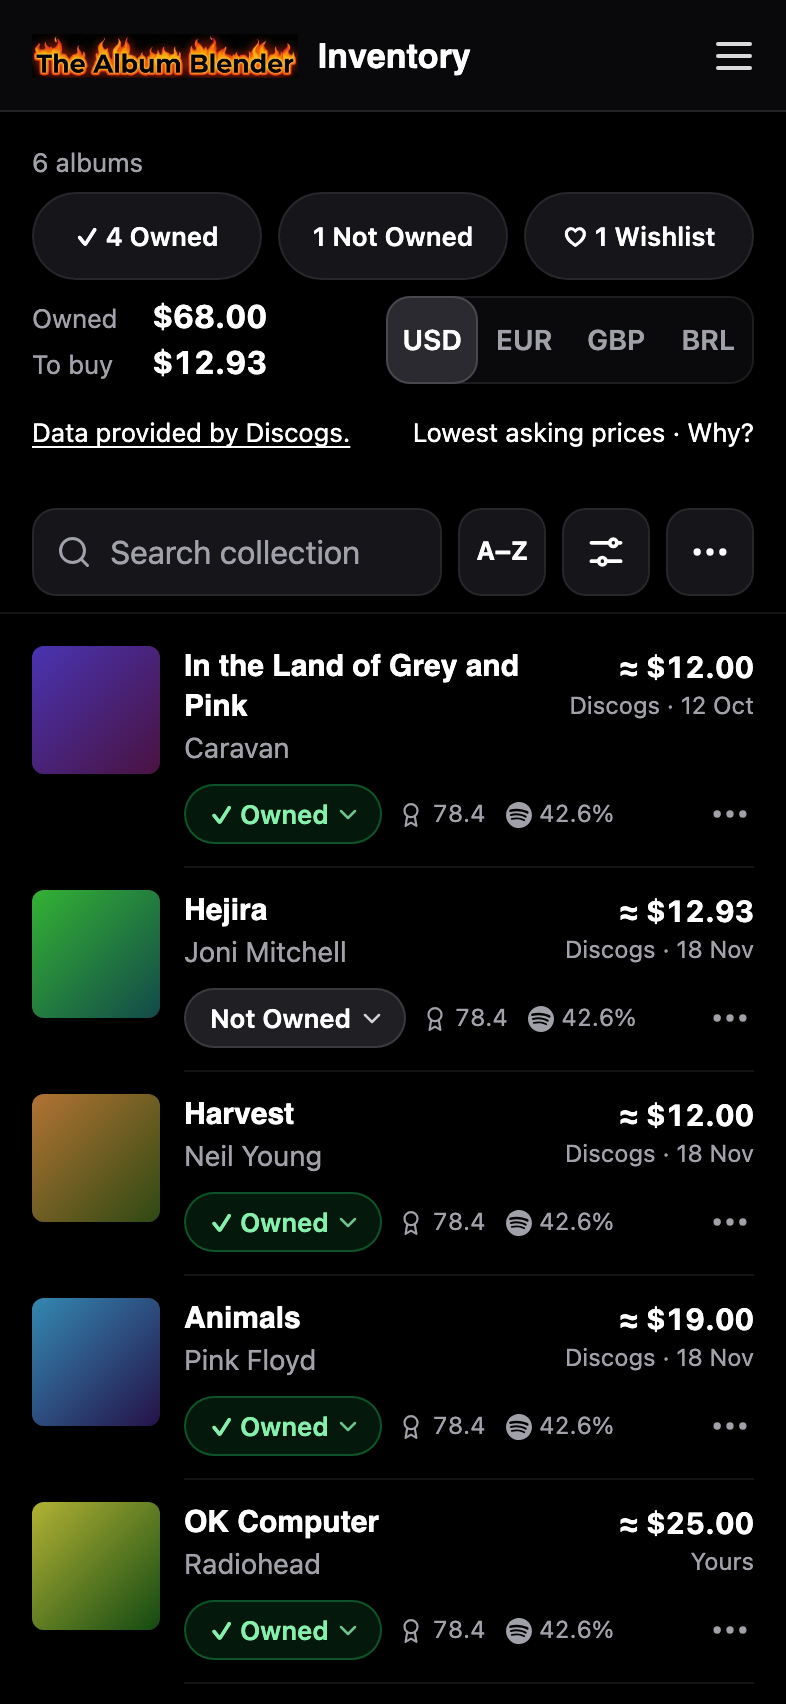 The Album Blender Inventory
6 albums
✓ 4 Owned
1 Not Owned
♡ 1 Wishlist
Owned $68.00
To buy $12.93
USD EUR GBP BRL
Data provided by Discogs.
Lowest asking prices · Why?
Search collection
A–Z
In the Land of Grey and
Pink
≈ $12.00
Discogs · 12 Oct
Caravan
✓ Owned 78.4 42.6%
Hejira
≈ $12.93
Joni Mitchell
Discogs · 18 Nov
Not Owned 78.4 42.6%
Harvest
≈ $12.00
Neil Young
Discogs · 18 Nov
✓ Owned 78.4 42.6%
Animals
≈ $19.00
Pink Floyd
Discogs · 18 Nov
✓ Owned 78.4 42.6%
OK Computer
≈ $25.00
Radiohead
Yours
✓ Owned 78.4 42.6%